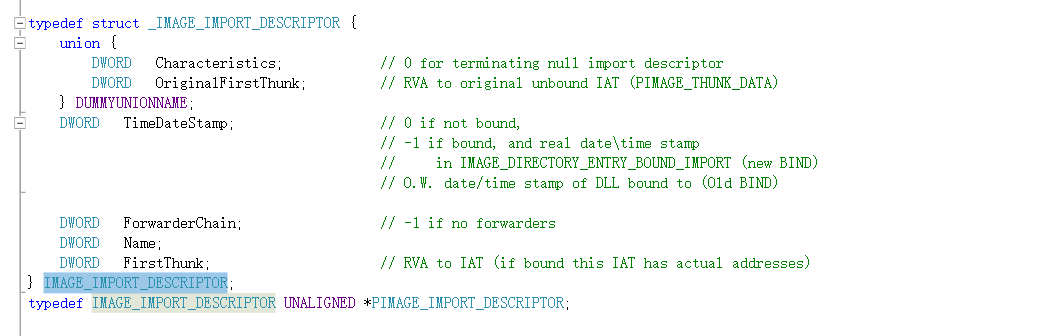 typedef struct _IMAGE_IMPORT_DESCRIPTOR {
    union {
        DWORD   Characteristics;            // 0 for terminating null import descriptor
        DWORD   OriginalFirstThunk;         // RVA to original unbound IAT (PIMAGE_THUNK_DATA)
    } DUMMYUNIONNAME;
    DWORD   TimeDateStamp;                  // 0 if not bound,
                                            // -1 if bound, and real date\time stamp
                                            //     in IMAGE_DIRECTORY_ENTRY_BOUND_IMPORT (new BIND)
                                            // O.W. date/time stamp of DLL bound to (Old BIND)
    DWORD   ForwarderChain;                 // -1 if no forwarders
    DWORD   Name;
    DWORD   FirstThunk;                     // RVA to IAT (if bound this IAT has actual addresses)
} IMAGE_IMPORT_DESCRIPTOR;
typedef IMAGE_IMPORT_DESCRIPTOR UNALIGNED *PIMAGE_IMPORT_DESCRIPTOR;